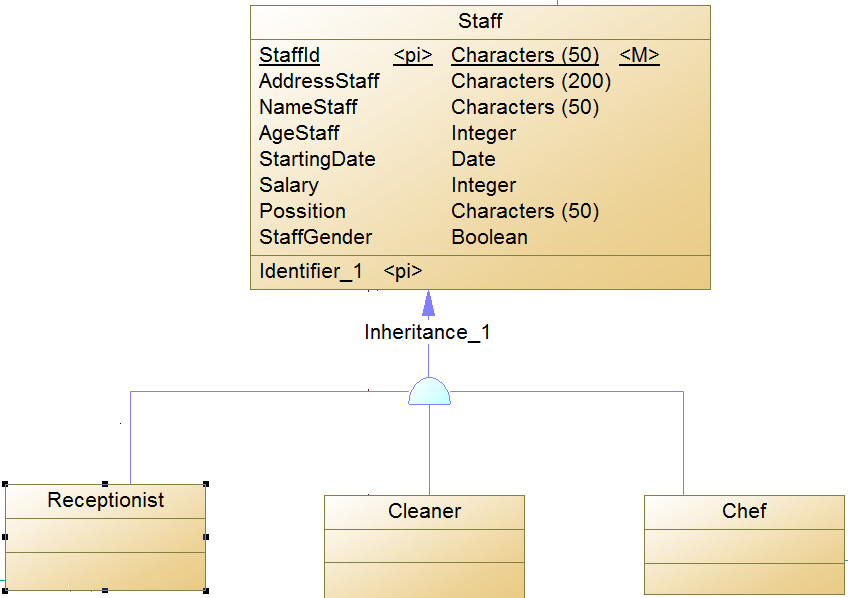 Staff
StaffId <pi> Characters (50) <M>
AddressStaff Characters (200)
NameStaff Characters (50)
AgeStaff Integer
StartingDate Date
Salary Integer
Possition Characters (50)
StaffGender Boolean
Identifier_1 <pi>
Inheritance_1
Receptionist
Cleaner
Chef